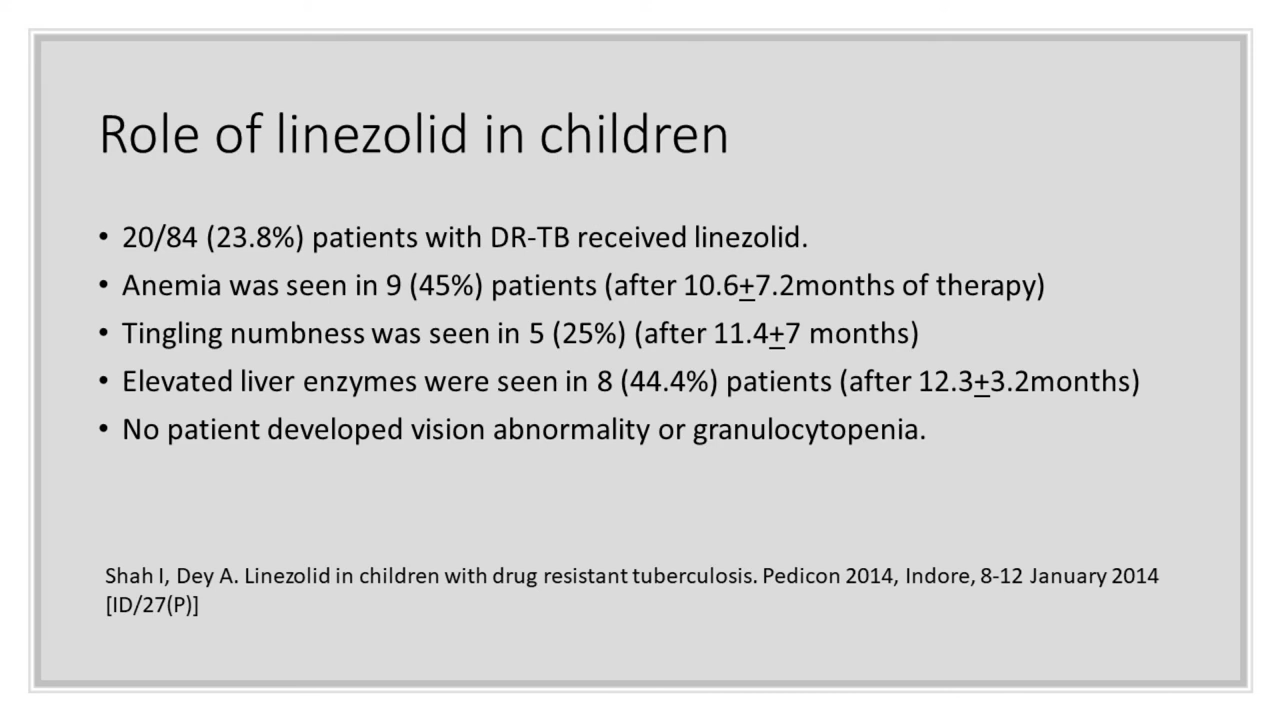 Role of linezolid in children
• 20/84 (23.8%) patients with DR-TB received linezolid.
• Anemia was seen in 9 (45%) patients (after 10.6±7.2months of therapy)
• Tingling numbness was seen in 5 (25%) (after 11.4±7 months)
• Elevated liver enzymes were seen in 8 (44.4%) patients (after 12.3±3.2months)
• No patient developed vision abnormality or granulocytopenia.
Shah I, Dey A. Linezolid in children with drug resistant tuberculosis. Pedicon 2014, Indore, 8-12 January 2014
[ID/27(P)]